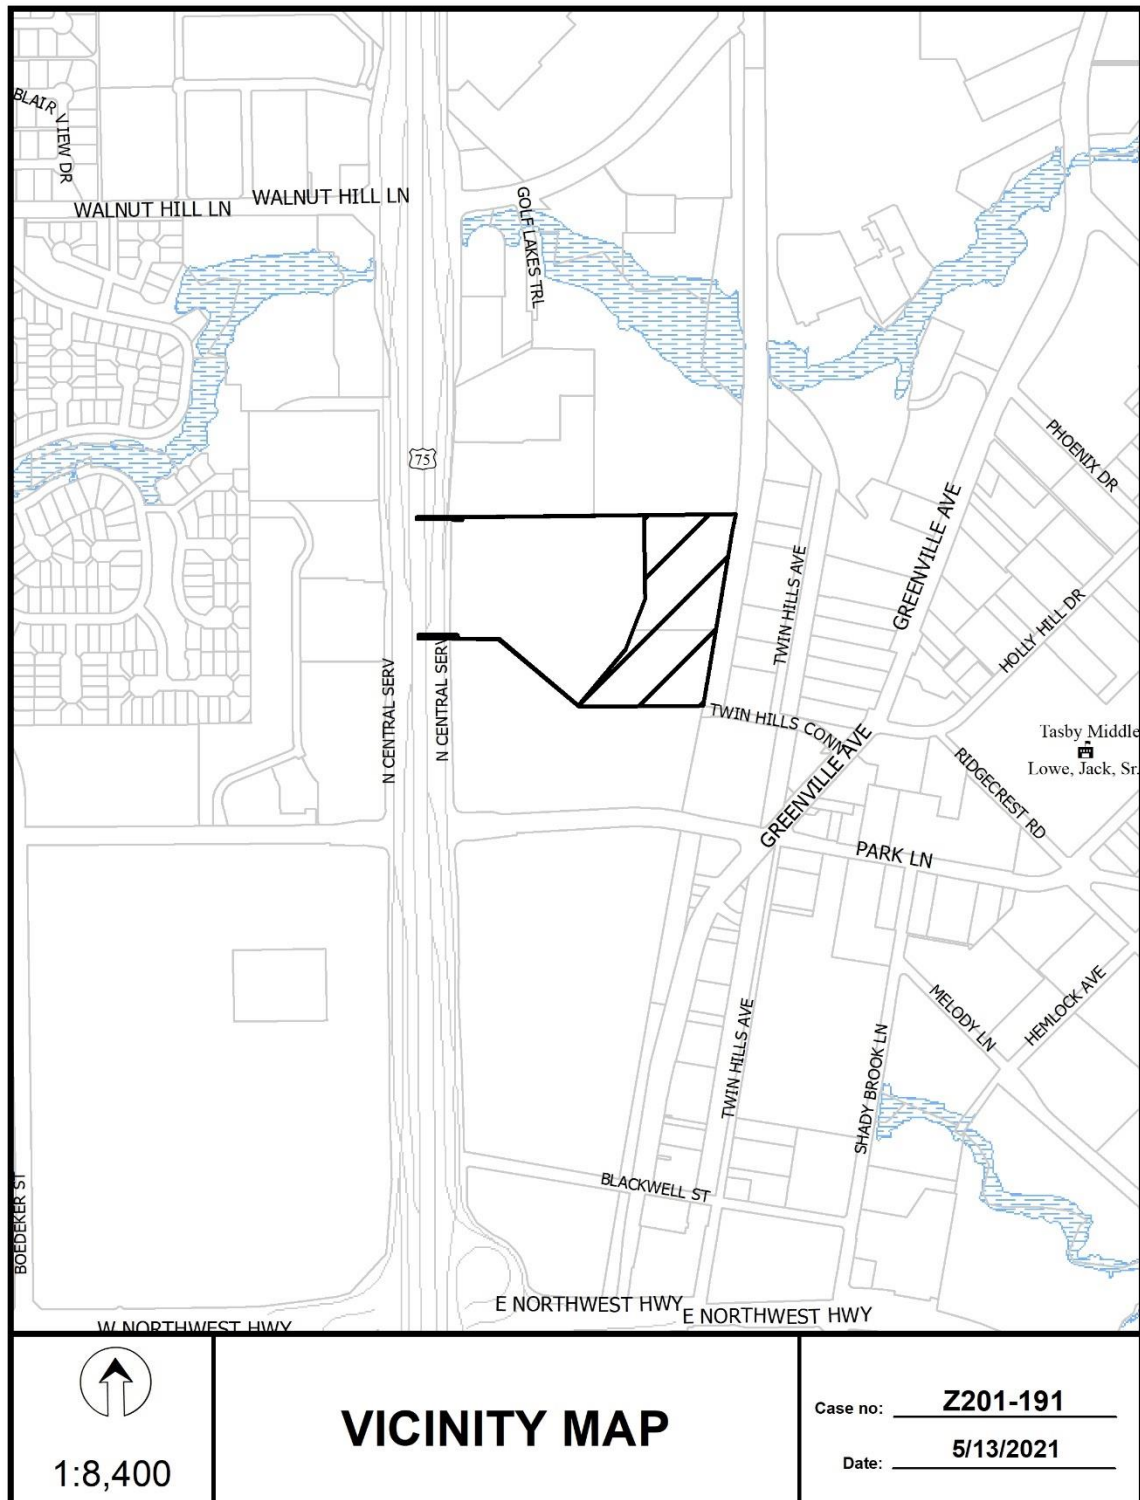 BLAIR VIEW DR
WALNUT HILL LN
WALNUT HILL LN
GOLF LAKES TRL
75
PHOENIX DR
GREENVILLE AVE
TWIN HILLS AVE
HOLLY HILL DR
N CENTRAL SERV
N CENTRAL SERV
TWIN HILLS CONN
GREENVILLE AVE
Tasby Middle
Lowe, Jack, Sr.
RIDGECREST RD
PARK LN
MELODY LN
HEMLOCK AVE
TWIN HILLS AVE
SHADY BROOK LN
BLACKWELL ST
BOEDEKER ST
E NORTHWEST HWY
E NORTHWEST HWY
W NORTHWEST HWY
1:8,400
VICINITY MAP
Case no: Z201-191
Date: 5/13/2021